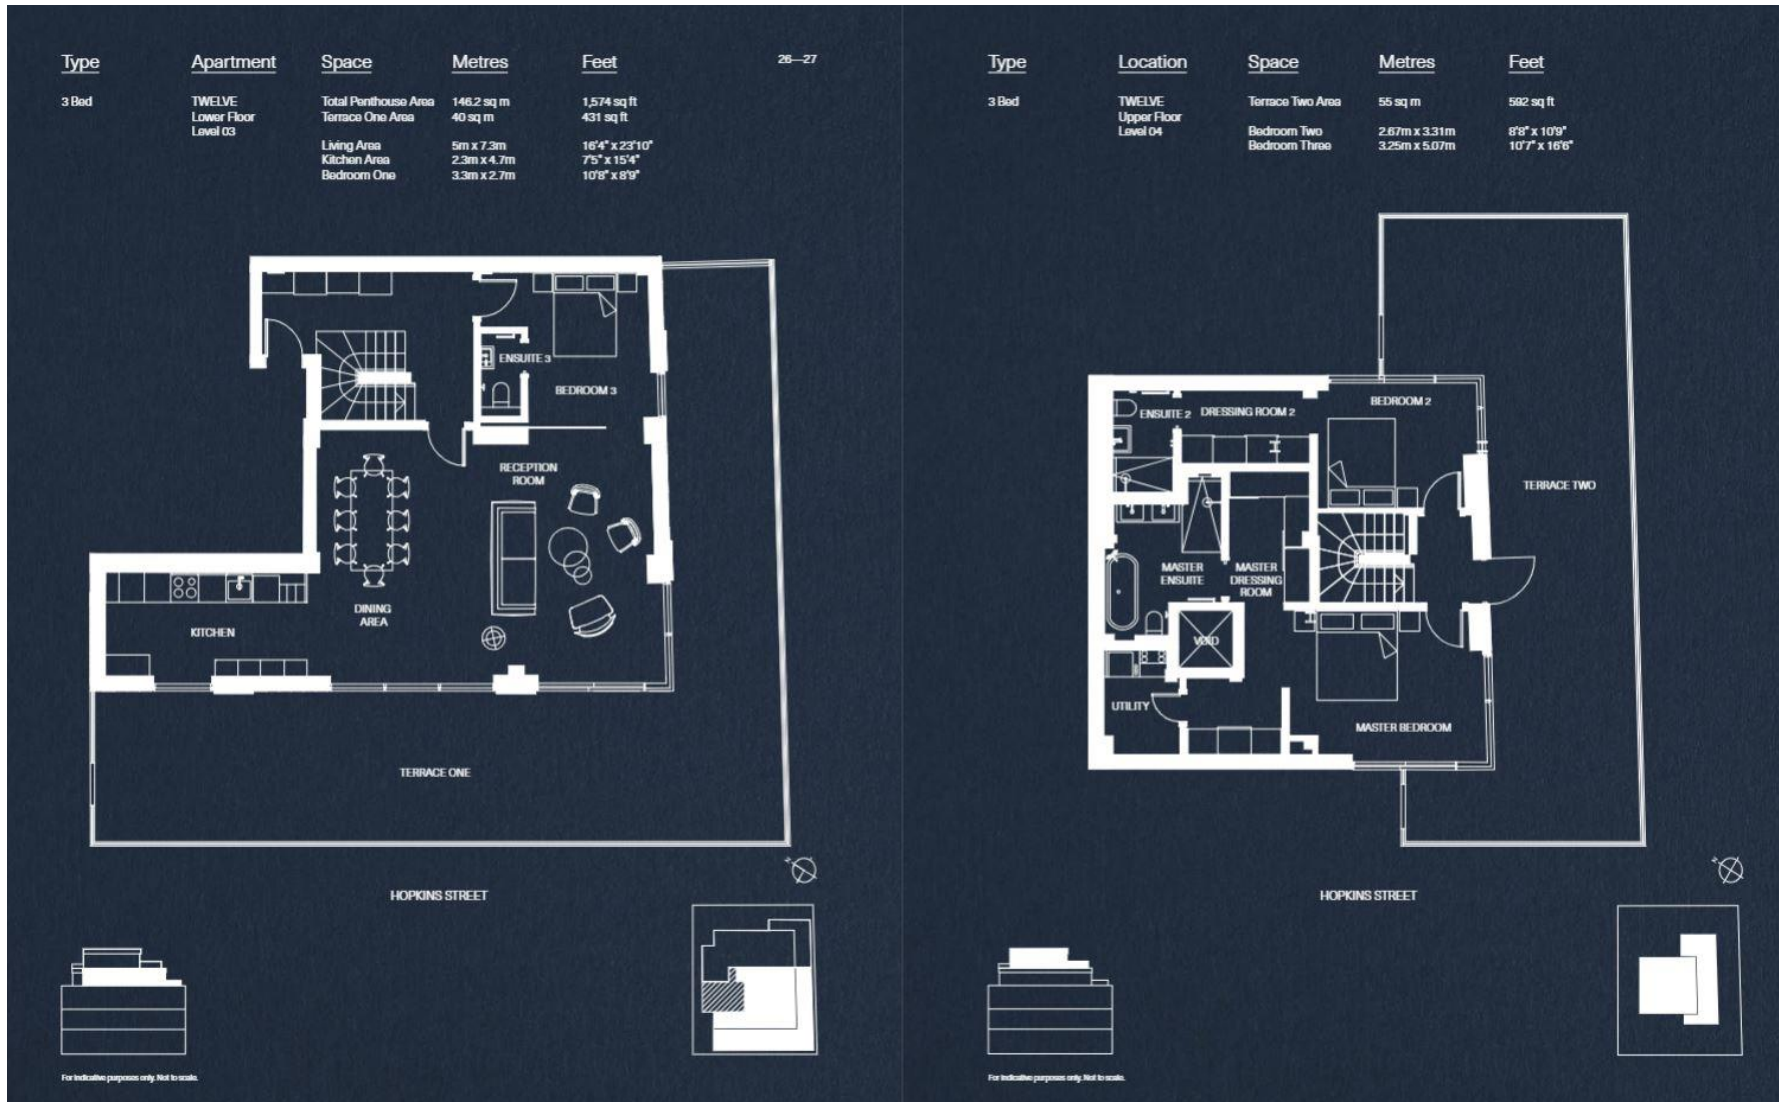 Type Apartment Space Metres Feet 26—27
3 Bed TWELVE Total Penthouse Area 146.2 sq m 1,574 sq ft
Lower Floor Terrace One Area 40 sq m 431 sq ft
Level 03
Living Area 5m x 7.3m 16'4" x 23'10"
Kitchen Area 2.3m x 4.7m 7'5" x 15'4"
Bedroom One 3.3m x 2.7m 10'8" x 8'9"
ENSUITE 3
BEDROOM 3
RECEPTION
ROOM
DINING
AREA
KITCHEN
TERRACE ONE
N
HOPKINS STREET
For indicative purposes only. Not to scale.
Type Location Space Metres Feet
3 Bed TWELVE Terrace Two Area 55 sq m 592 sq ft
Upper Floor
Level 04 Bedroom Two 2.67m x 3.31m 8'8" x 10'9"
Bedroom Three 3.25m x 5.07m 10'7" x 16'6"
BEDROOM 2
ENSUITE 2 DRESSING ROOM 2
TERRACE TWO
MASTER
ENSUITE
MASTER
DRESSING
ROOM
VOID
UTILITY
MASTER BEDROOM
N
HOPKINS STREET
For indicative purposes only. Not to scale.